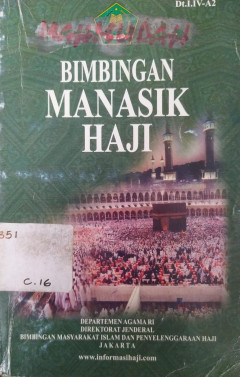 Dt.I.IV-A2
BIMBINGAN
MANASIK
HAJI
351
C.16
DEPARTEMEN AGAMA RI
DIREKTORAT JENDERAL
BIMBINGAN MASYARAKAT ISLAM DAN PENYELENGGARAAN HAJI
JAKARTA
www.informasihaji.com